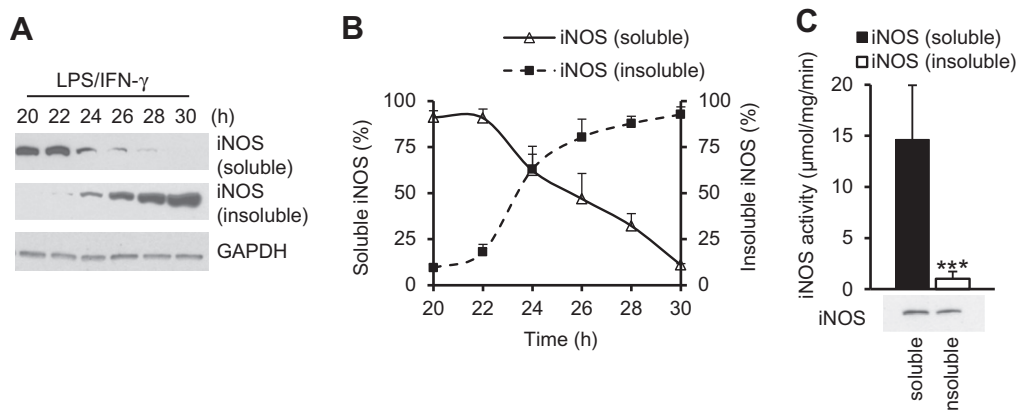 A
LPS/IFN-γ
20 22 24 26 28 30 (h)
iNOS
(soluble)
iNOS
(insoluble)
GAPDH
B
iNOS (soluble)
iNOS (insoluble)
Soluble iNOS (%)
100
75
50
25
0
100
75
50
25
0
Insoluble iNOS (%)
20 22 24 26 28 30
Time (h)
C
iNOS (soluble)
iNOS (insoluble)
iNOS activity (μmol/mg/min)
20
15
10
5
0
***
iNOS
soluble
nsoluble